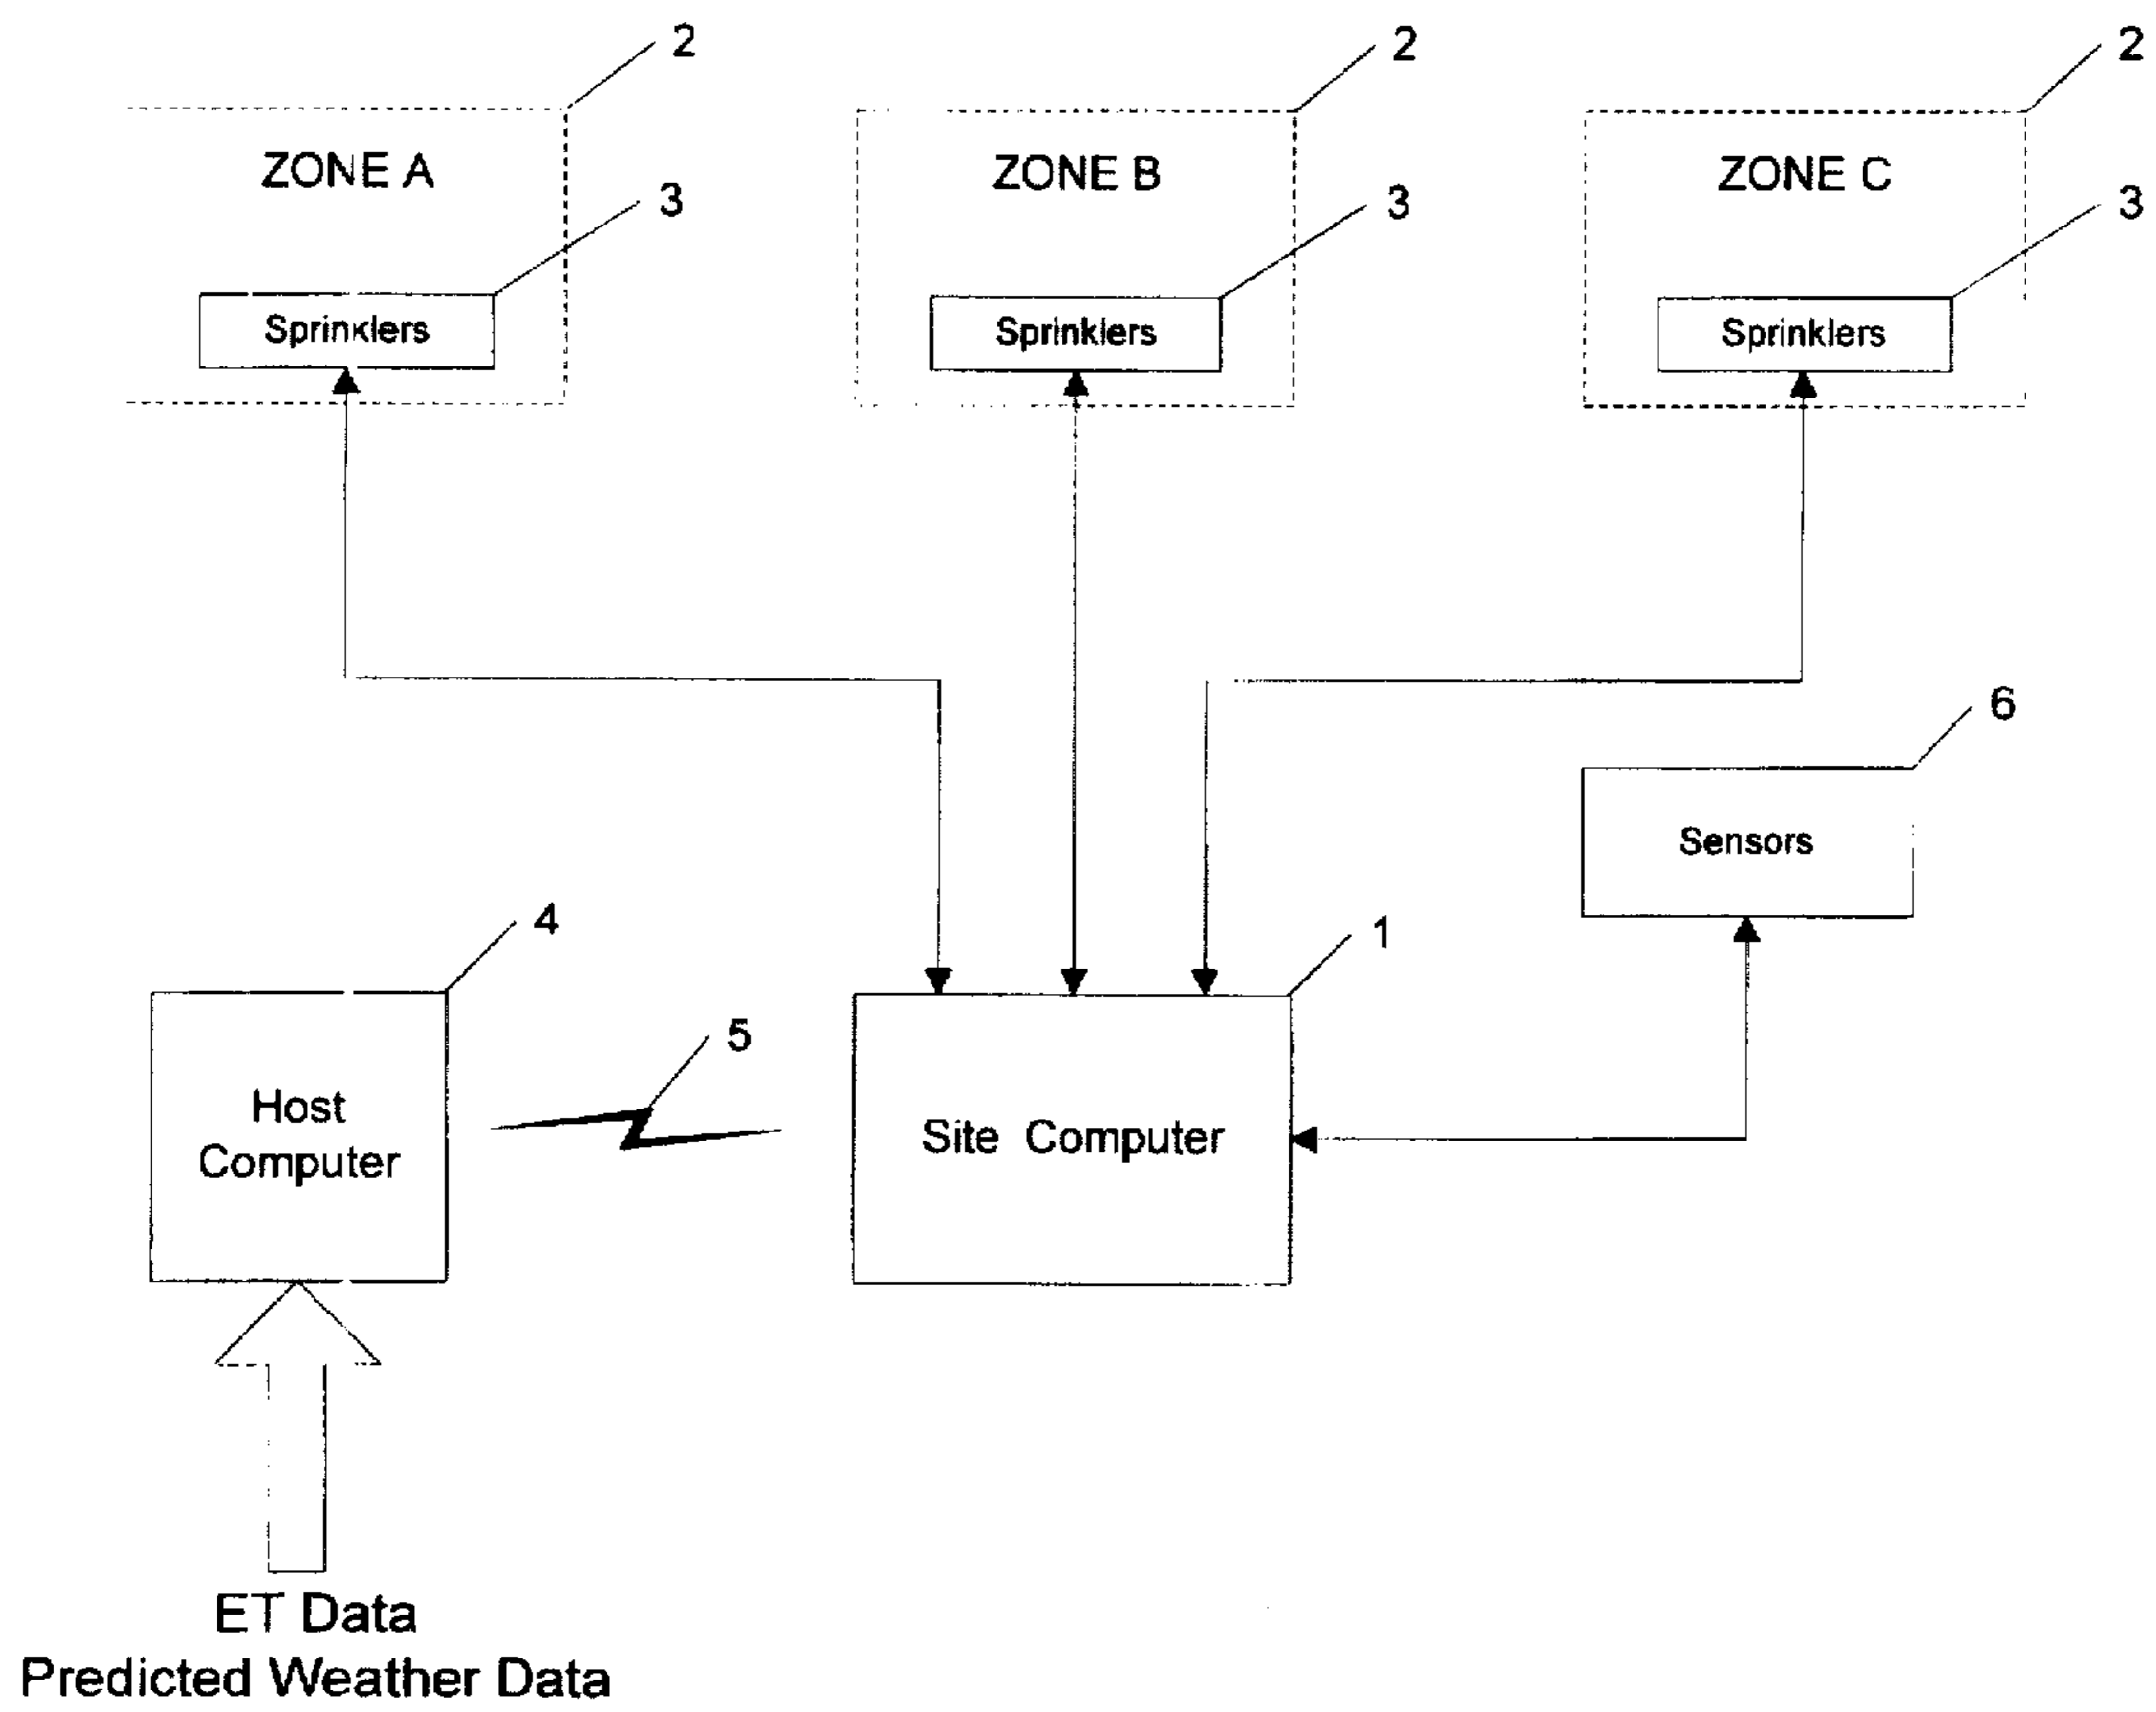 2
2
2
ZONE A
ZONE B
ZONE C
3
3
3
Sprinklers
Sprinklers
Sprinklers
6
Sensors
4
1
5
Host
Computer
Site Computer
ET Data
Predicted Weather Data